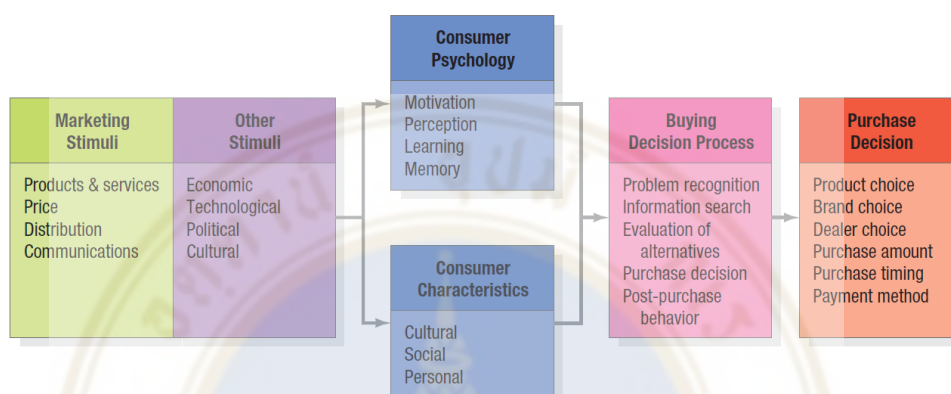 Marketing
Stimuli
Products & services
Price
Distribution
Communications
Other
Stimuli
Economic
Technological
Political
Cultural
Consumer
Psychology
Motivation
Perception
Learning
Memory
Consumer
Characteristics
Cultural
Social
Personal
Buying
Decision Process
Problem recognition
Information search
Evaluation of
alternatives
Purchase decision
Post-purchase
behavior
Purchase
Decision
Product choice
Brand choice
Dealer choice
Purchase amount
Purchase timing
Payment method